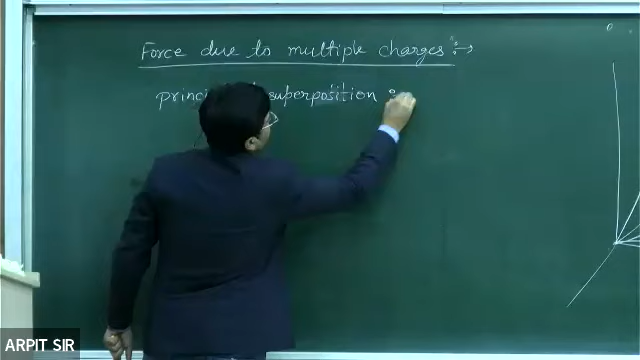 Force due to multiple charges :→
princi superposition :
ARPIT SIR